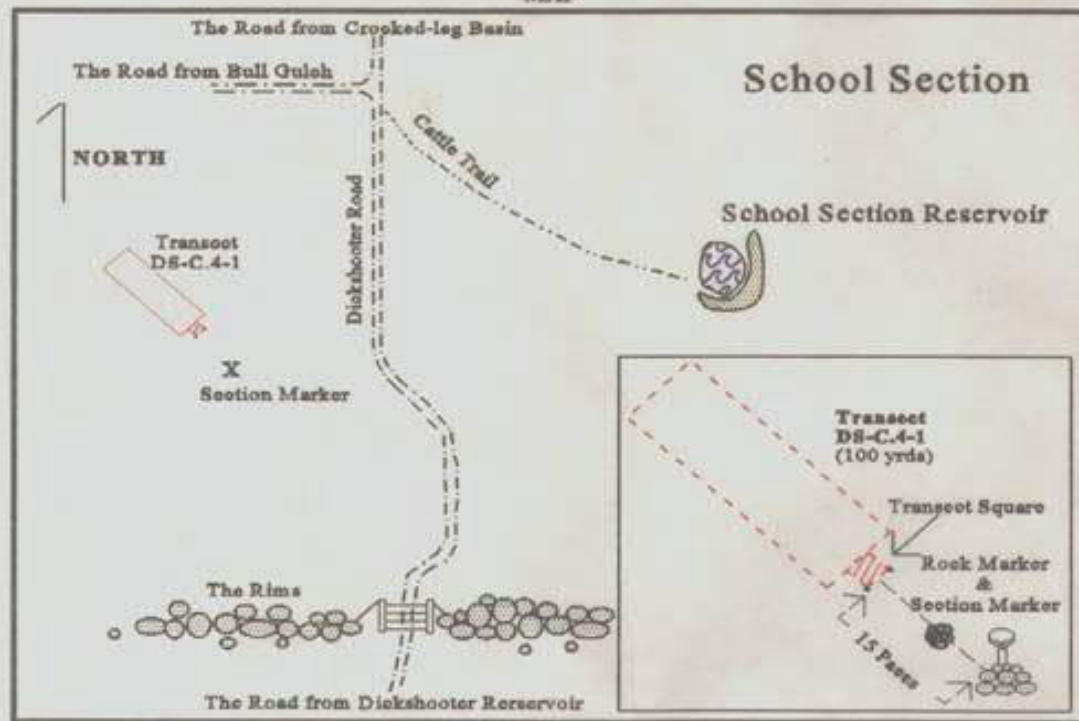 The Road from Crooked-leg Basin
The Road from Bull Gulch
School Section
NORTH
Cattle Trail
Dickshooter Road
School Section Reservoir
Transect
DS-C.4-1
X
Section Marker
Transect
DS-C.4-1
(100 yrds)
Transect Square
Rock Marker
&
Section Marker
15 Paces
The Rims
The Road from Dickshooter Rerservoir